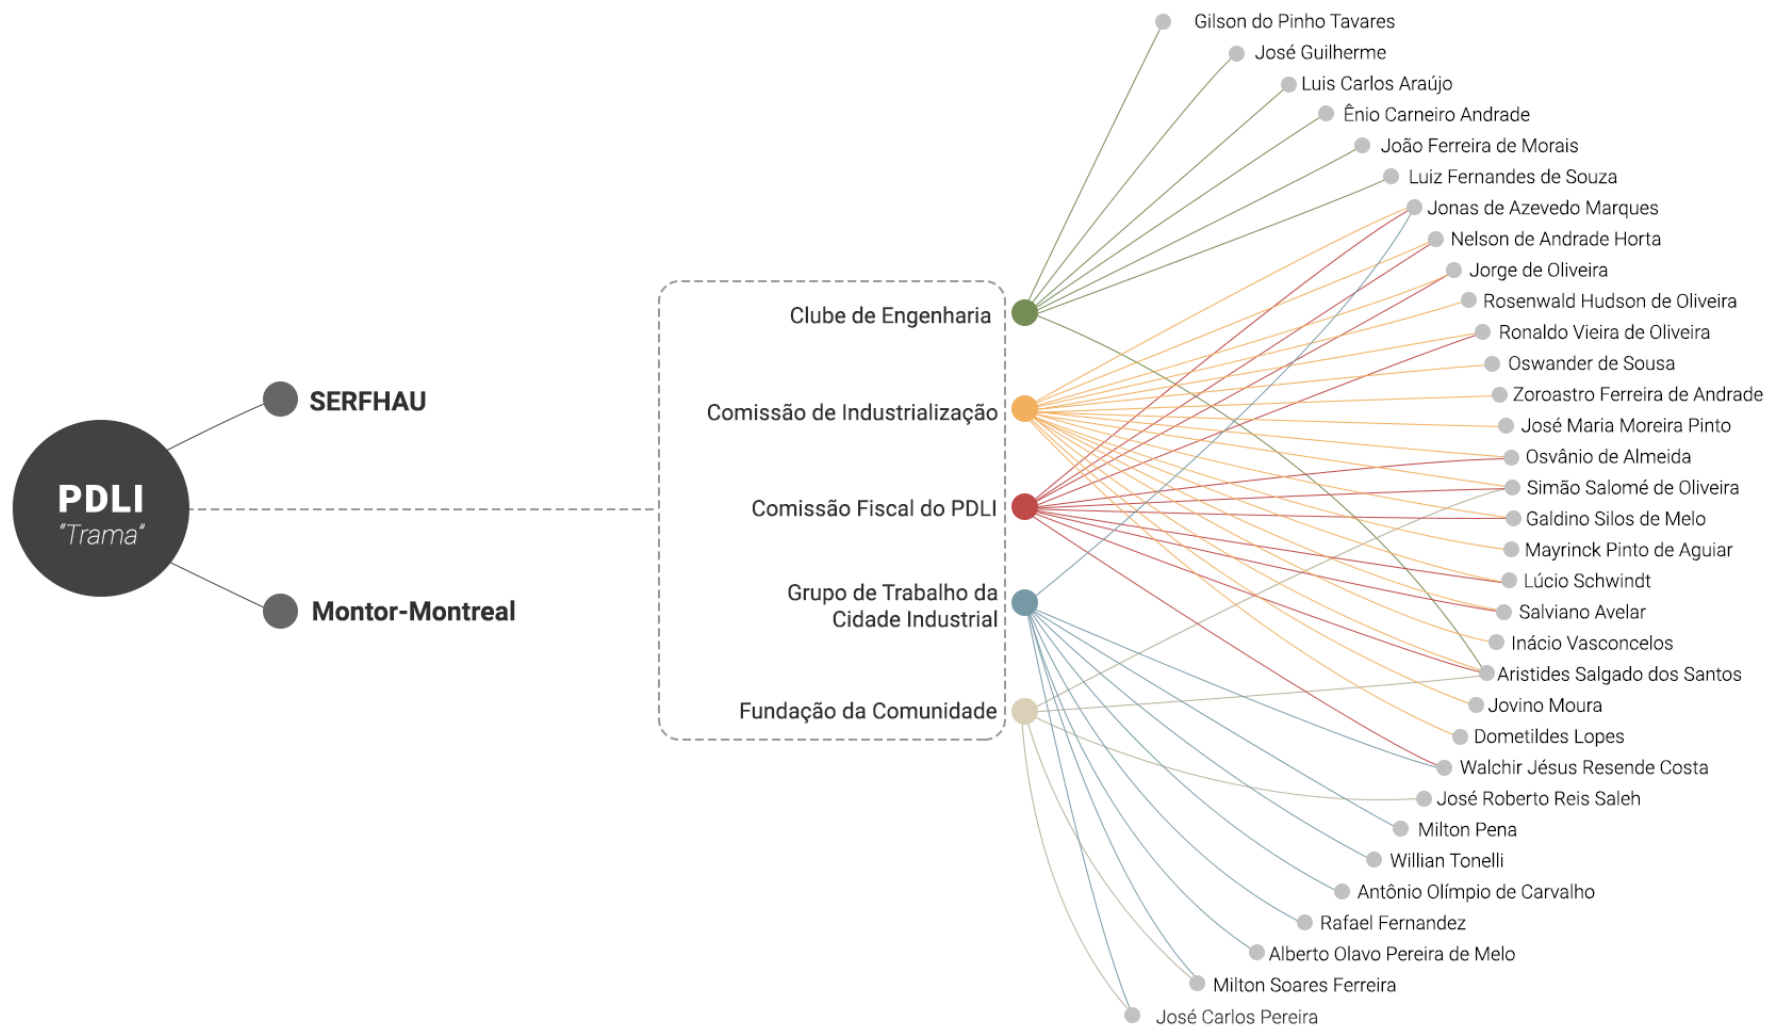 PDLI
"Trama"
SERFHAU
Montor-Montreal
Clube de Engenharia
Comissão de Industrialização
Comissão Fiscal do PDLI
Grupo de Trabalho da
Cidade Industrial
Fundação da Comunidade
Gilson do Pinho Tavares
José Guilherme
Luis Carlos Araújo
Ênio Carneiro Andrade
João Ferreira de Morais
Luiz Fernandes de Souza
Jonas de Azevedo Marques
Nelson de Andrade Horta
Jorge de Oliveira
Rosenwald Hudson de Oliveira
Ronaldo Vieira de Oliveira
Oswander de Sousa
Zoroastro Ferreira de Andrade
José Maria Moreira Pinto
Osvânio de Almeida
Simão Salomé de Oliveira
Galdino Silos de Melo
Mayrinck Pinto de Aguiar
Lúcio Schwindt
Salviano Avelar
Inácio Vasconcelos
Aristides Salgado dos Santos
Jovino Moura
Dometildes Lopes
Walchir Jésus Resende Costa
José Roberto Reis Saleh
Milton Pena
Willian Tonelli
Antônio Olímpio de Carvalho
Rafael Fernandez
Alberto Olavo Pereira de Melo
Milton Soares Ferreira
José Carlos Pereira